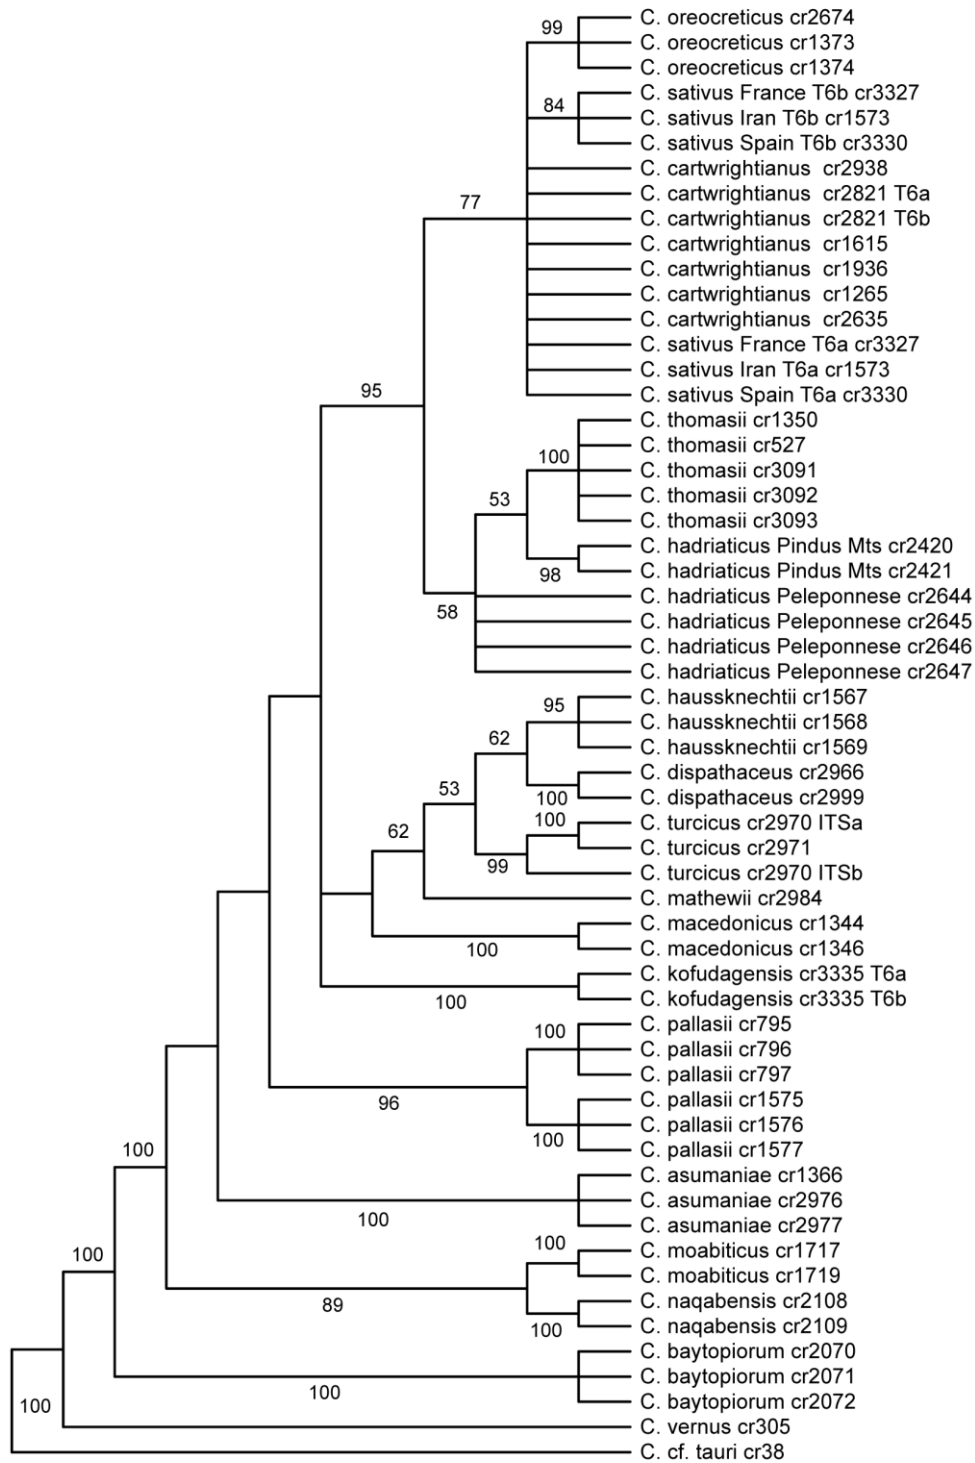 C. oreocreticus cr2674
99
C. oreocreticus cr1373
C. oreocreticus cr1374
C. sativus France T6b cr3327
84
C. sativus Iran T6b cr1573
C. sativus Spain T6b cr3330
C. cartwrightianus cr2938
C. cartwrightianus cr2821 T6a
77
C. cartwrightianus cr2821 T6b
C. cartwrightianus cr1615
C. cartwrightianus cr1936
C. cartwrightianus cr1265
C. cartwrightianus cr2635
C. sativus France T6a cr3327
C. sativus Iran T6a cr1573
95
C. sativus Spain T6a cr3330
C. thomasii cr1350
C. thomasii cr527
100
C. thomasii cr3091
C. thomasii cr3092
53
C. thomasii cr3093
C. hadriaticus Pindus Mts cr2420
C. hadriaticus Pindus Mts cr2421
98
C. hadriaticus Peleponnese cr2644
58
C. hadriaticus Peleponnese cr2645
C. hadriaticus Peleponnese cr2646
C. hadriaticus Peleponnese cr2647
C. haussknechtii cr1567
95
C. haussknechtii cr1568
62
C. haussknechtii cr1569
C. dispathaceus cr2966
53
C. dispathaceus cr2999
100
C. turcicus cr2970 ITSa
100
62
C. turcicus cr2971
99
C. turcicus cr2970 ITSb
C. mathewii cr2984
C. macedonicus cr1344
C. macedonicus cr1346
100
C. kofudagensis cr3335 T6a
C. kofudagensis cr3335 T6b
100
C. pallasii cr795
100
C. pallasii cr796
C. pallasii cr797
C. pallasii cr1575
96
C. pallasii cr1576
100
C. pallasii cr1577
100
C. asumaniae cr1366
C. asumaniae cr2976
100
C. asumaniae cr2977
100
C. moabiticus cr1717
100
C. moabiticus cr1719
C. naqabensis cr2108
89
C. naqabensis cr2109
100
C. baytopiorum cr2070
C. baytopiorum cr2071
100
C. baytopiorum cr2072
100
C. vernus cr305
C. cf. tauri cr38